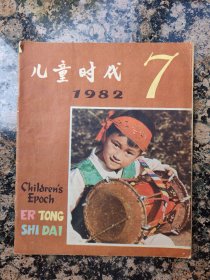 儿童时代
1982
7
Children's
Epoch
ER TONG
SHI DAI